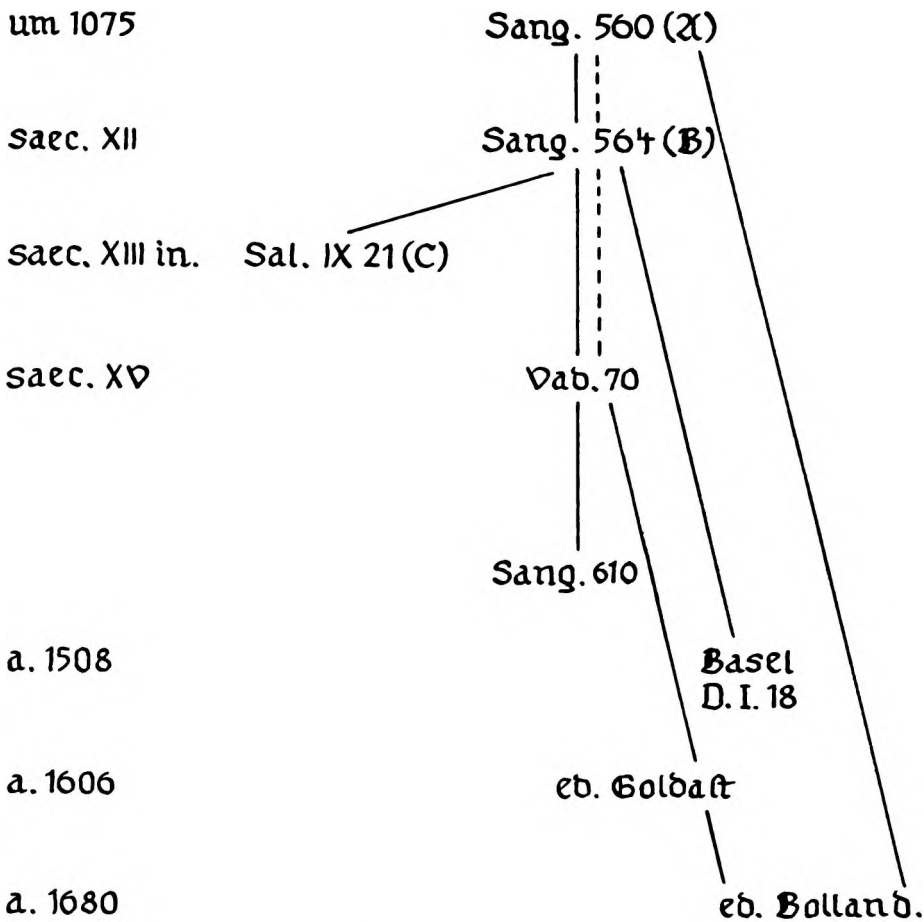 um 1075 Sang. 560 (A)
saec. XII Sang. 564 (B)
saec. XIII in. Sal. IX 21 (C)
saec. XV Vad. 70
Sang. 610
a. 1508 Basel
D. I. 18
a. 1606 ed. Goldast
a. 1680 ed. Bolland.